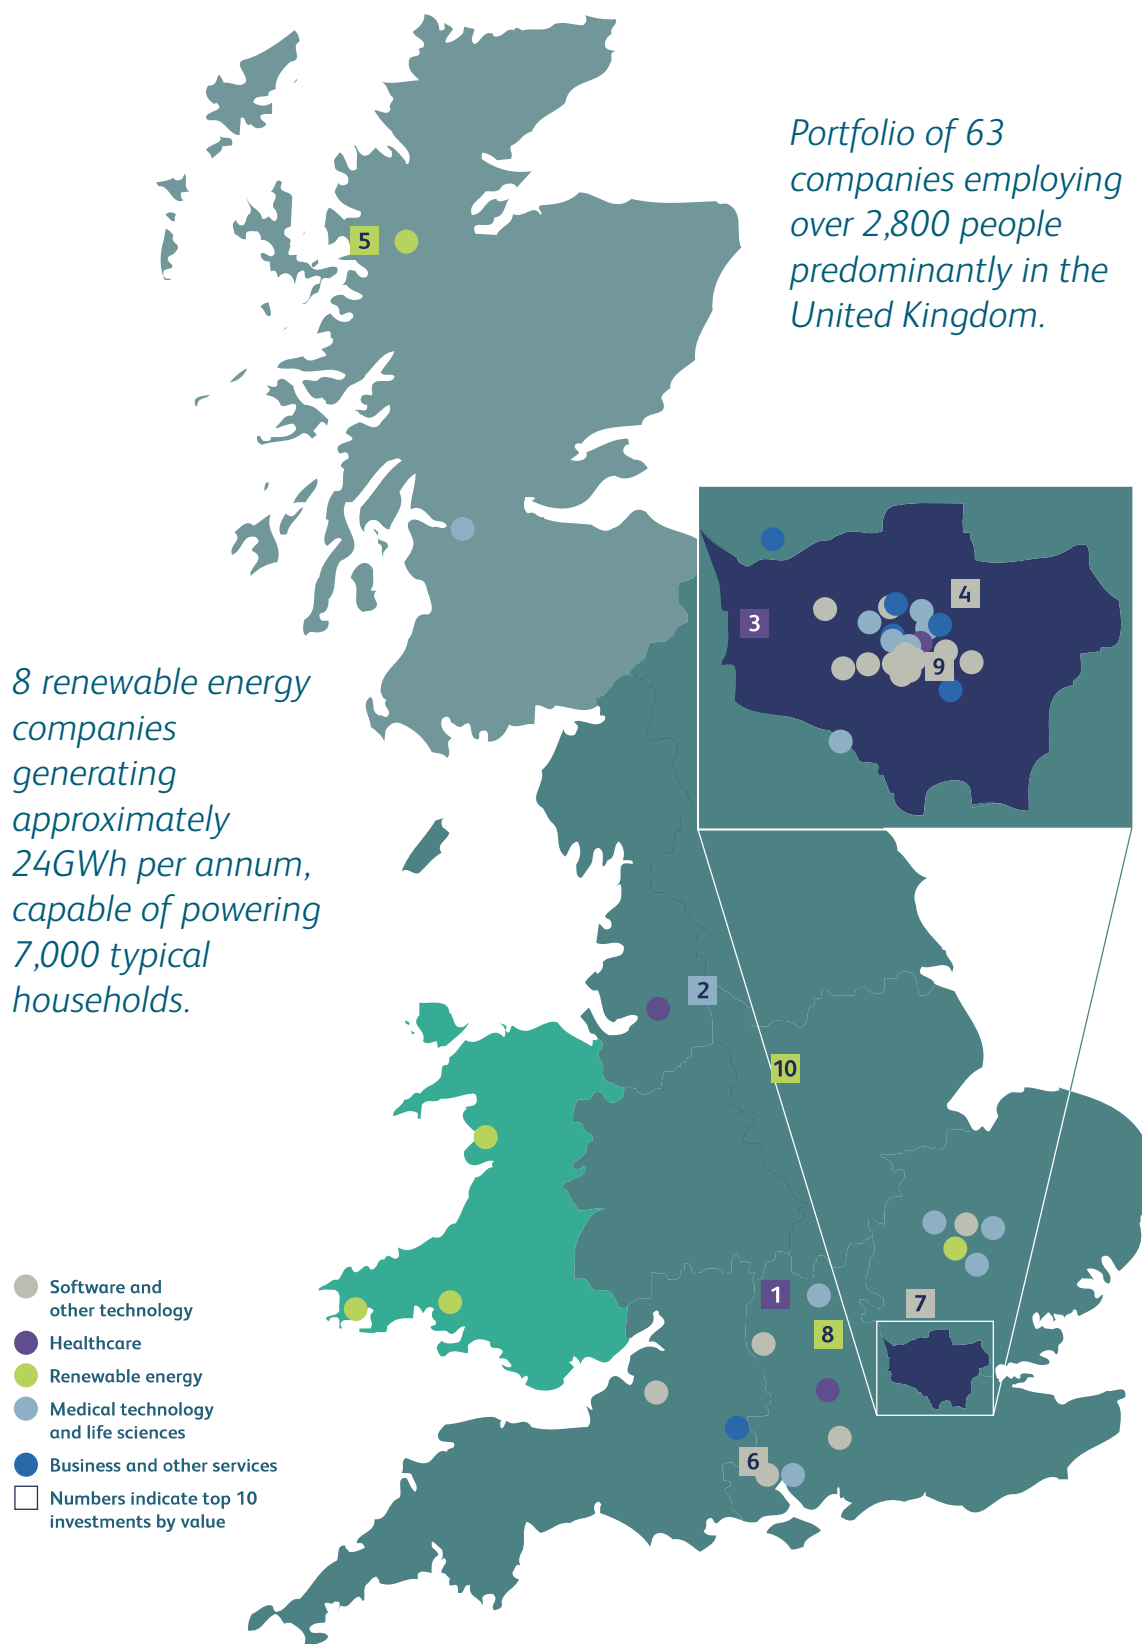 Portfolio of 63
companies employing
over 2,800 people
predominantly in the
United Kingdom.
5
4
3
9
8 renewable energy
companies
generating
approximately
24GWh per annum,
capable of powering
7,000 typical
households.
2
10
1
7
8
6
Software and
other technology
Healthcare
Renewable energy
Medical technology
and life sciences
Business and other services
Numbers indicate top 10
investments by value